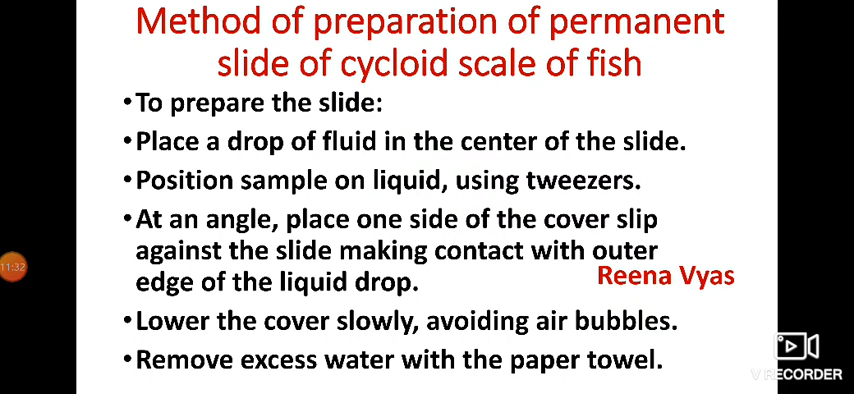 Method of preparation of permanent
slide of cycloid scale of fish
•To prepare the slide:
•Place a drop of fluid in the center of the slide.
•Position sample on liquid, using tweezers.
•At an angle, place one side of the cover slip
against the slide making contact with outer
edge of the liquid drop.
Reena Vyas
•Lower the cover slowly, avoiding air bubbles.
•Remove excess water with the paper towel.
11:32
V RECORDER